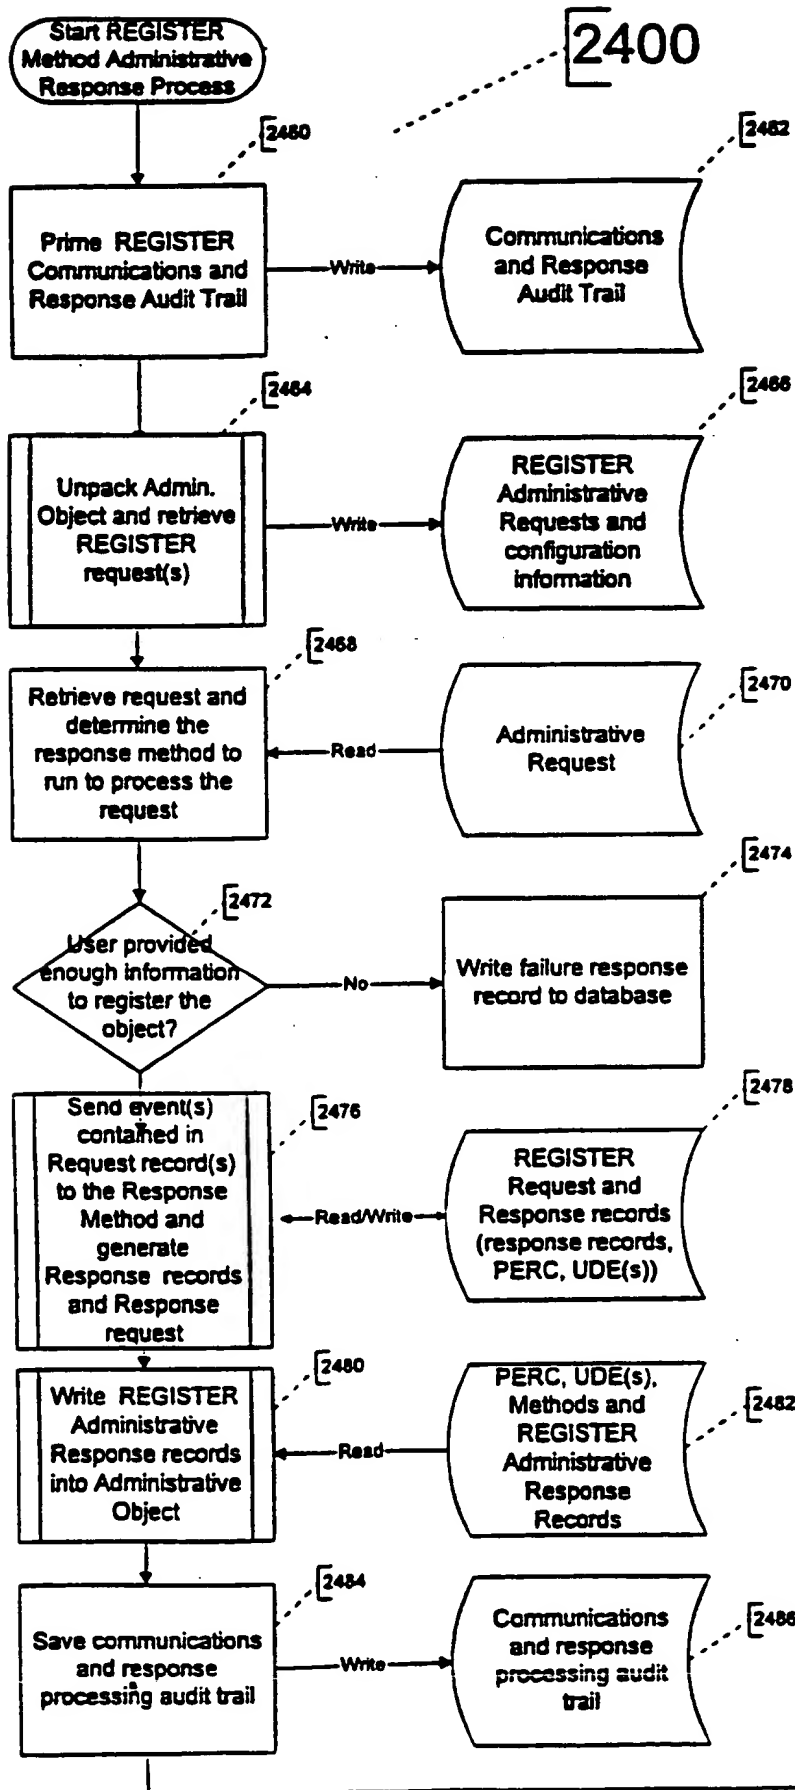 Start REGISTER
Method Administrative
Response Process
2400
2460
2462
Prime REGISTER
Communications and
Response Audit Trail
Write
Communications
and Response
Audit Trail
2464
2466
Unpack Admin.
Object and retrieve
REGISTER
request(s)
Write
REGISTER
Administrative
Requests and
configuration
information
2468
2470
Retrieve request and
determine the
response method to
run to process the
request
Read
Administrative
Request
2472
2474
User provided
enough information
to register the
object?
No
Write failure response
record to database
2476
2478
Send event(s)
contained in
Request record(s)
to the Response
Method and
generate
Response records
and Response
request
Read/Write
REGISTER
Request and
Response records
(response records,
PERC, UDE(s))
2480
2482
Write REGISTER
Administrative
Response records
into Administrative
Object
Read
PERC, UDE(s),
Methods and
REGISTER
Administrative
Response
Records
2484
2486
Save communications
and response
processing audit trail
Write
Communications
and response
processing audit
trail